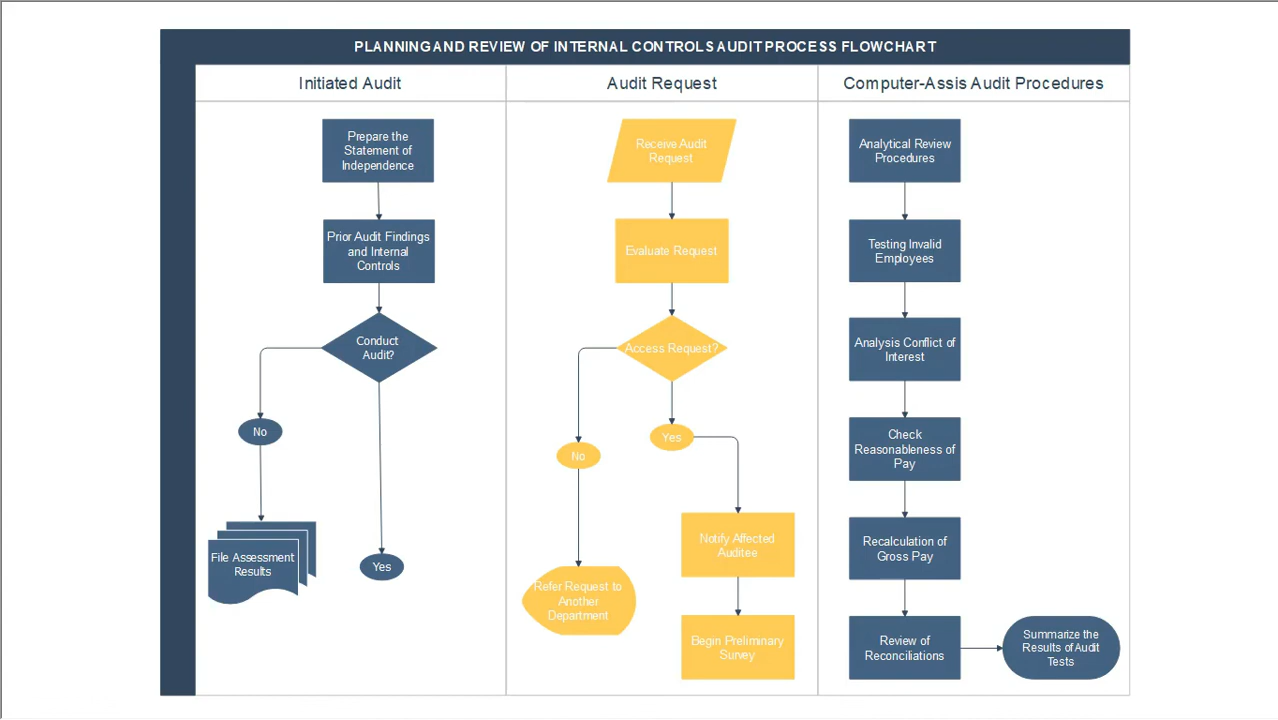 PLANNING AND REVIEW OF INTERNAL CONTROLS AUDIT PROCESS FLOWCHART
Initiated Audit
Audit Request
Computer-Assis Audit Procedures
Prepare the
Statement of
Independence
Prior Audit Findings
and Internal
Controls
Conduct
Audit?
No
Yes
File Assessment
Results
Receive Audit
Request
Evaluate Request
Access Request?
Yes
No
Notify Affected
Auditee
Refer Request to
Another
Department
Begin Preliminary
Survey
Analytical Review
Procedures
Testing Invalid
Employees
Analysis Conflict of
Interest
Check
Reasonableness of
Pay
Recalculation of
Gross Pay
Review of
Reconciliations
Summarize the
Results of Audit
Tests